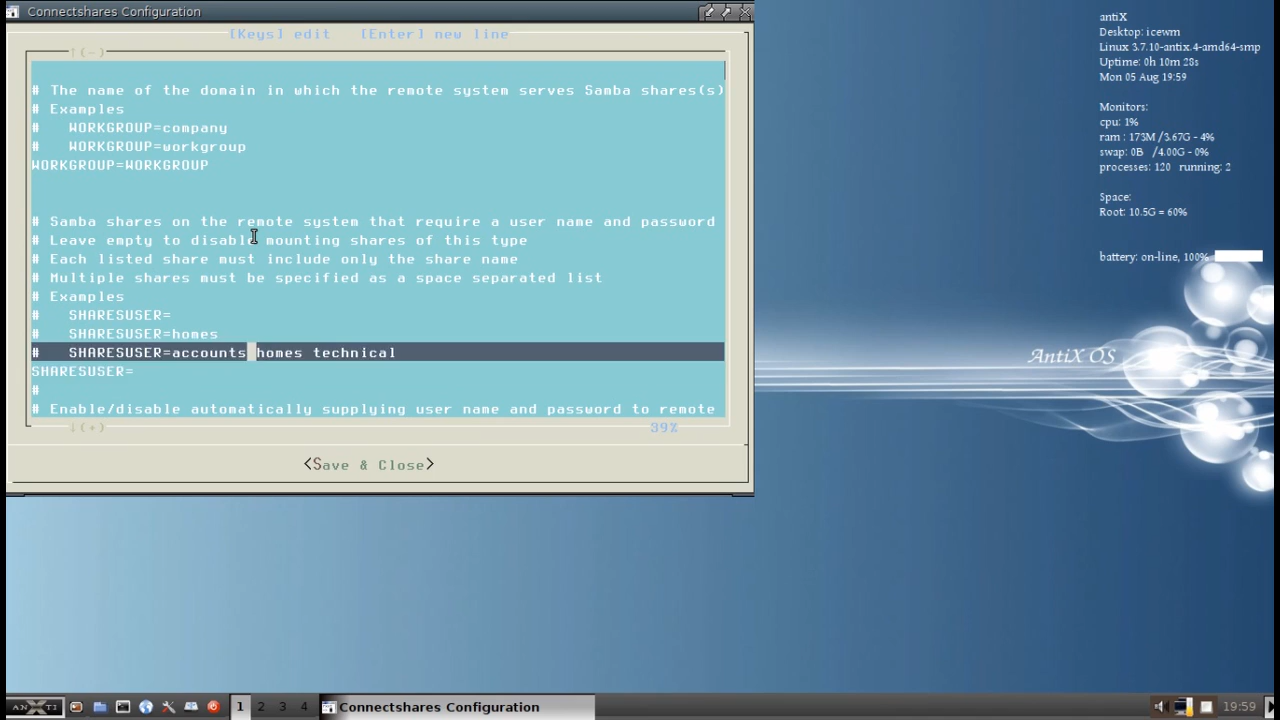 Connectshares Configuration
[Keys] edit [Enter] new line
↑(-)
# The name of the domain in which the remote system serves Samba shares(s)
# Examples
# WORKGROUP=company
# WORKGROUP=workgroup
WORKGROUP=WORKGROUP
# Samba shares on the remote system that require a user name and password
# Leave empty to disable mounting shares of this type
# Each listed share must include only the share name
# Multiple shares must be specified as a space separated list
# Examples
# SHARESUSER=
# SHARESUSER=homes
# SHARESUSER=accounts homes technical
SHARESUSER=
#
# Enable/disable automatically supplying user name and password to remote
↓(+) 39%
<Save & Close>
antiX
Desktop: icewm
Linux 3.7.10-antix.4-amd64-smp
Uptime: 0h 10m 28s
Mon 05 Aug 19:59
Monitors:
cpu: 1%
ram : 173M /3.67G - 4%
swap: 0B /4.00G - 0%
processes: 120 running: 2
Space:
Root: 10.5G = 60%
battery: on-line, 100%
AntiX OS
ANTI
1 2 3 4 Connectshares Configuration 19:59